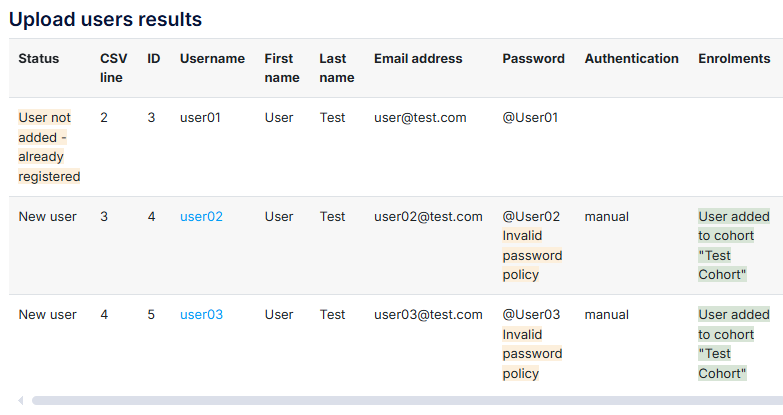 Upload users results
Status CSV line ID Username First name Last name Email address Password Authentication Enrolments
User not added - already registered 2 3 user01 User Test user@test.com @User01
New user 3 4 user02 User Test user02@test.com @User02 Invalid password policy manual User added to cohort "Test Cohort"
New user 4 5 user03 User Test user03@test.com @User03 Invalid password policy manual User added to cohort "Test Cohort"